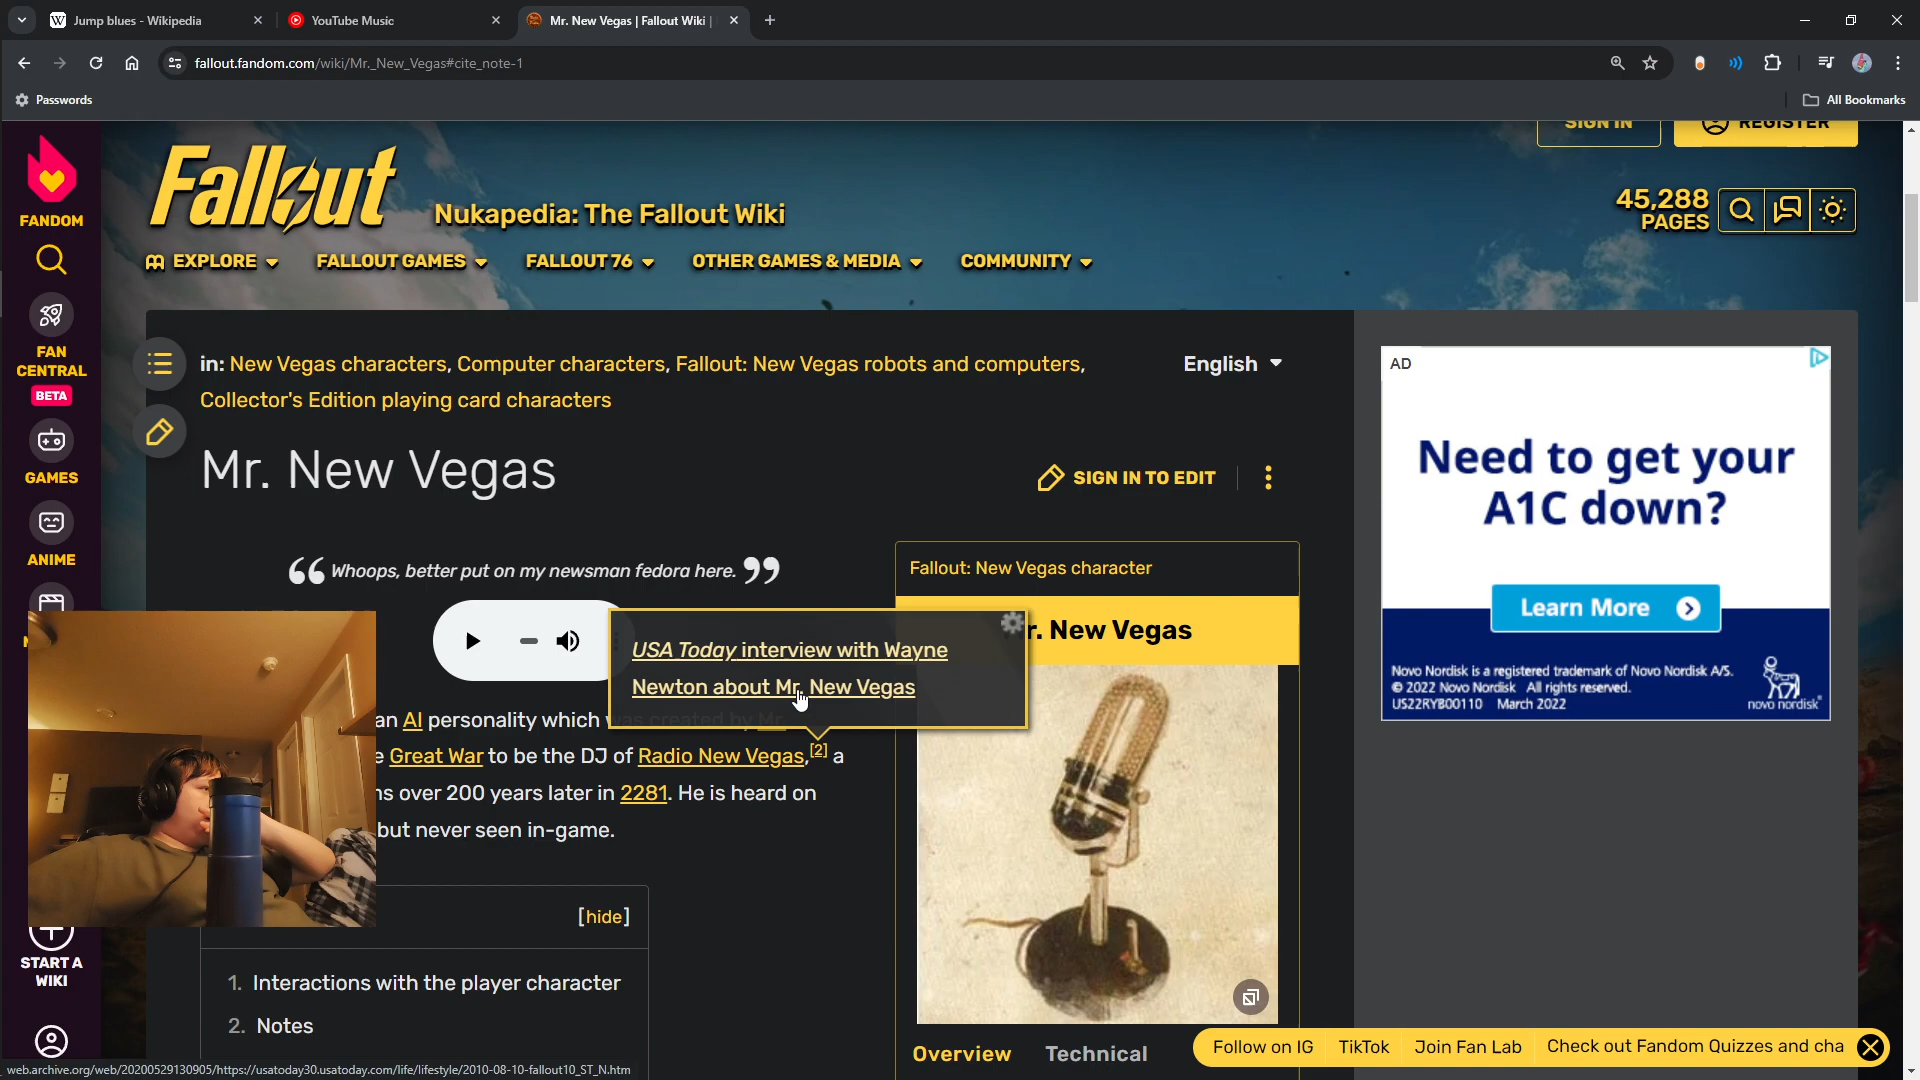 Jump blues - Wikipedia
YouTube Music
Mr. New Vegas | Fallout Wiki |
fallout.fandom.com/wiki/Mr._New_Vegas#cite_note-1
Passwords
All Bookmarks
SIGN IN
REGISTER
Fallout
Nukapedia: The Fallout Wiki
45,288
PAGES
EXPLORE
FALLOUT GAMES
FALLOUT 76
OTHER GAMES & MEDIA
COMMUNITY
FANDOM
FAN
CENTRAL
BETA
GAMES
ANIME
START A
WIKI
in: New Vegas characters, Computer characters, Fallout: New Vegas robots and computers,
Collector's Edition playing card characters
English
Mr. New Vegas
SIGN IN TO EDIT
Whoops, better put on my newsman fedora here.
USA Today interview with Wayne
Newton about Mr. New Vegas
an AI personality which was created by Mr.
Great War to be the DJ of Radio New Vegas,[2] a
ns over 200 years later in 2281. He is heard on
but never seen in-game.
[hide]
1. Interactions with the player character
2. Notes
Fallout: New Vegas character
r. New Vegas
Overview
Technical
AD
Need to get your
A1C down?
Learn More
Novo Nordisk is a registered trademark of Novo Nordisk A/S.
© 2022 Novo Nordisk All rights reserved.
US22RYB00110 March 2022
novo nordisk
Follow on IG
TikTok
Join Fan Lab
Check out Fandom Quizzes and cha
web.archive.org/web/20200529130905/https://usatoday30.usatoday.com/life/lifestyle/2010-08-10-fallout10_ST_N.htm